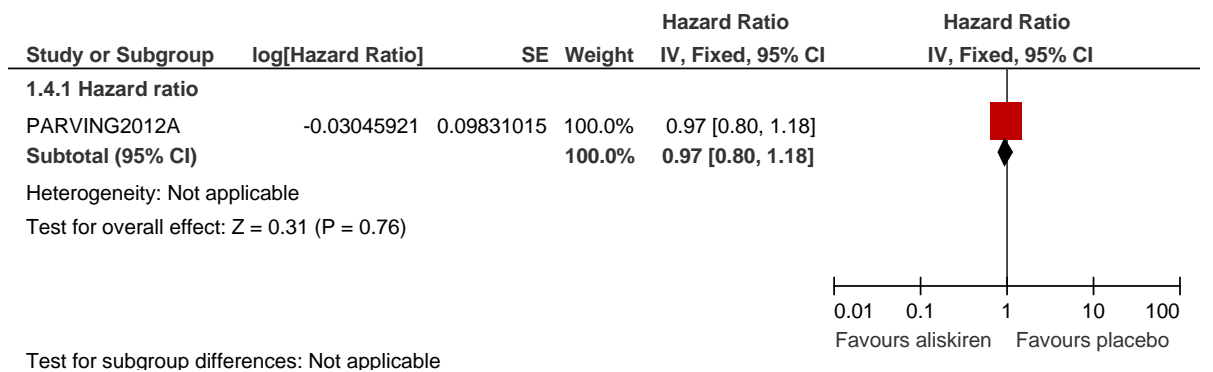 Hazard Ratio Hazard Ratio
Study or Subgroup log[Hazard Ratio] SE Weight IV, Fixed, 95% CI IV, Fixed, 95% CI
1.4.1 Hazard ratio
PARVING2012A -0.03045921 0.09831015 100.0% 0.97 [0.80, 1.18]
Subtotal (95% CI) 100.0% 0.97 [0.80, 1.18]
Heterogeneity: Not applicable
Test for overall effect: Z = 0.31 (P = 0.76)
0.01 0.1 1 10 100
Favours aliskiren Favours placebo
Test for subgroup differences: Not applicable